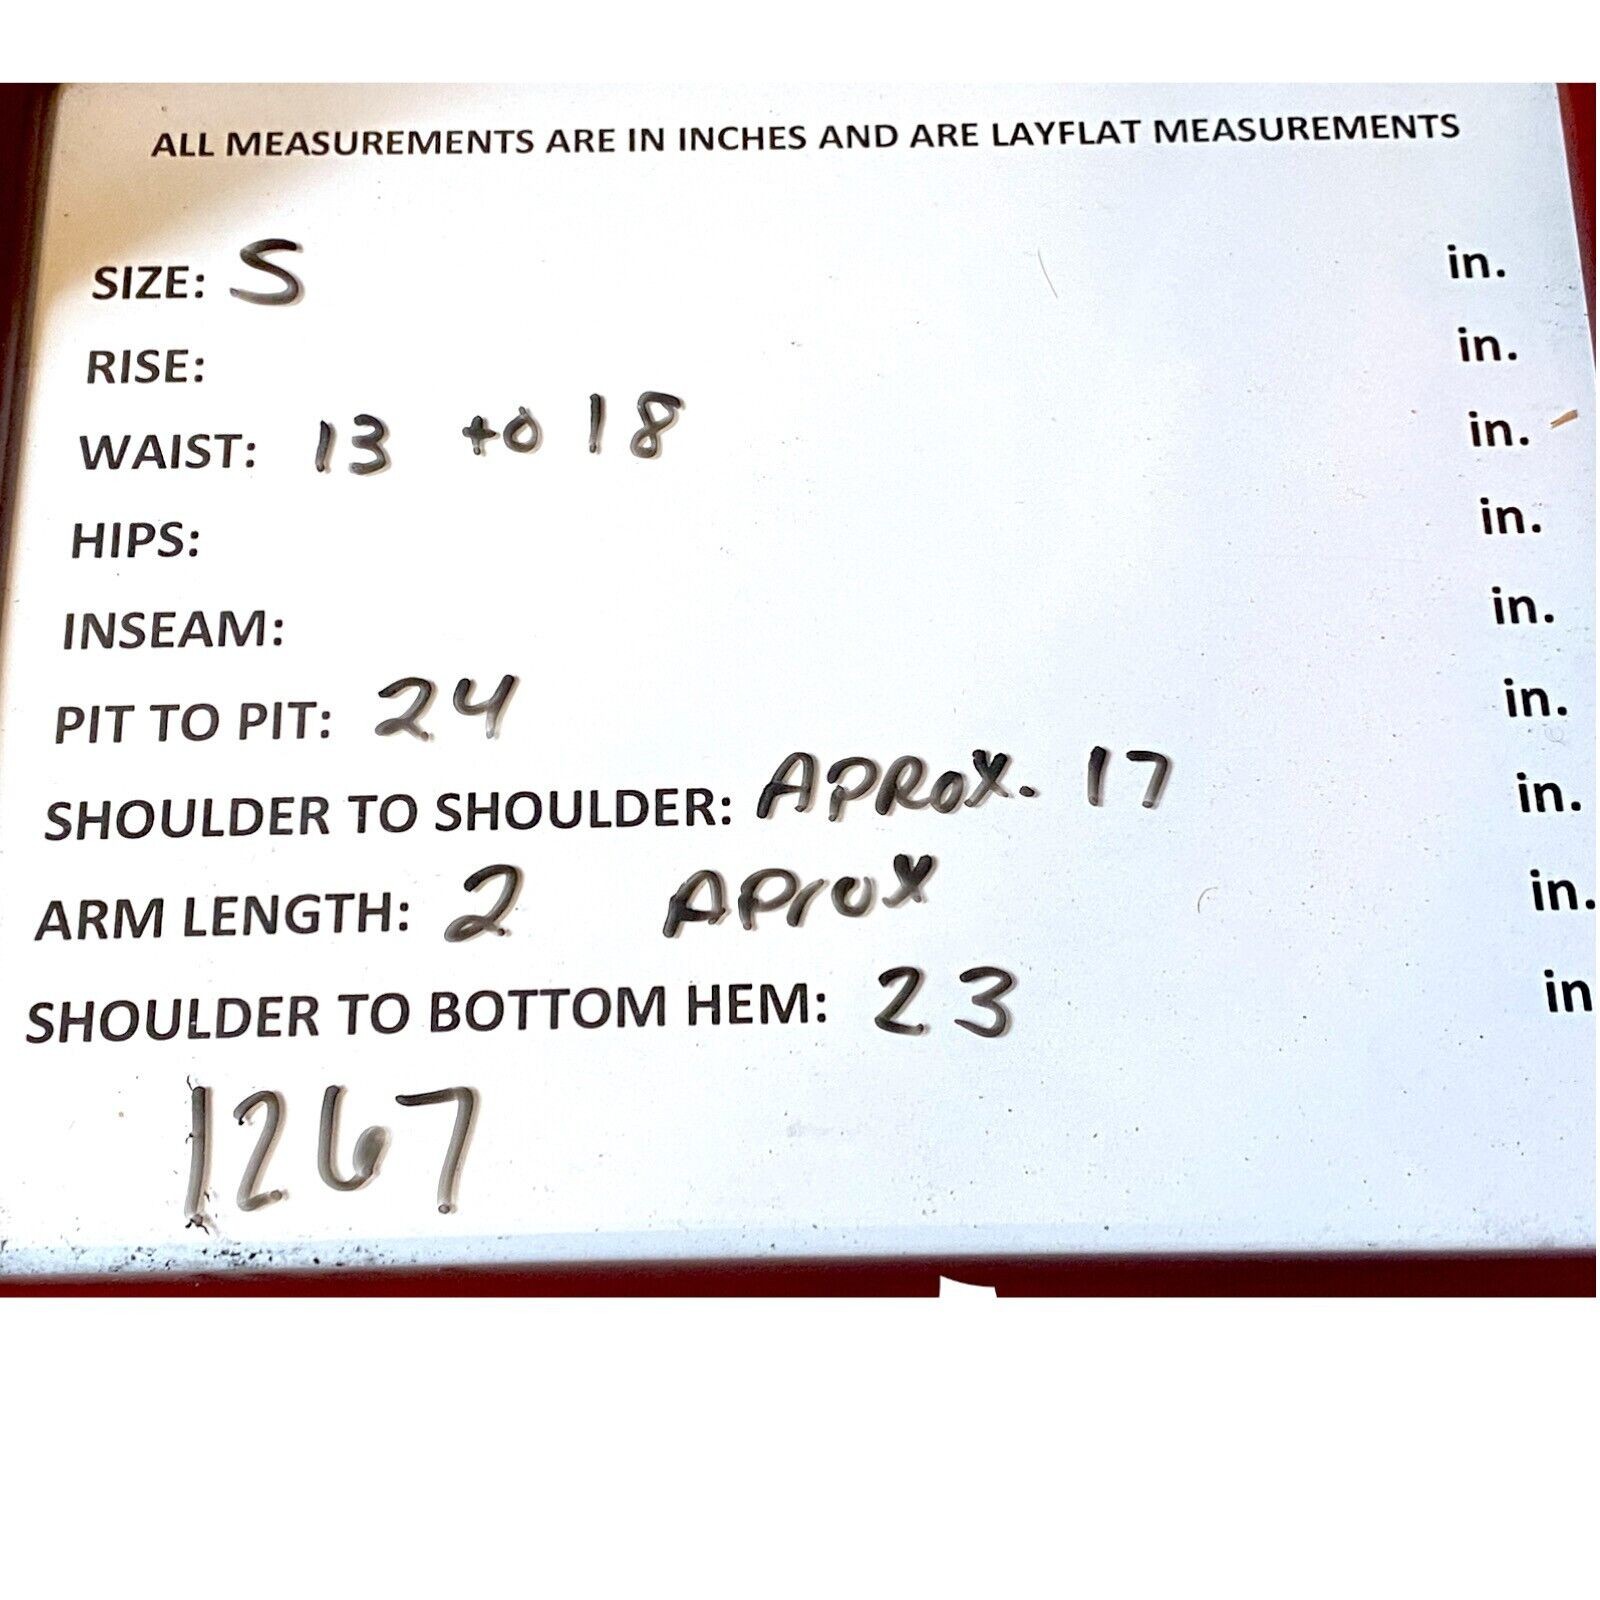 ALL MEASUREMENTS ARE IN INCHES AND ARE LAYFLAT MEASUREMENTS
SIZE: S in.
RISE: in.
WAIST: 13 to 18 in.
HIPS: in.
INSEAM: in.
PIT TO PIT: 24 in.
SHOULDER TO SHOULDER: APROX. 17 in.
ARM LENGTH: 2 AProx in.
SHOULDER TO BOTTOM HEM: 23 in
1267